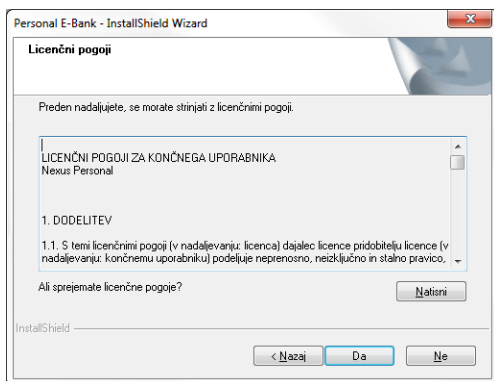 Personal E-Bank - InstallShield Wizard
Licenčni pogoji
Preden nadaljujete, se morate strinjati z licenčnimi pogoji.
LICENČNI POGOJI ZA KONČNEGA UPORABNIKA
Nexus Personal
1. DODELITEV
1.1. S temi licenčnimi pogoji (v nadaljevanju: licenca) dajalec licence pridobitelju licence (v
nadaljevanju: končnemu uporabniku) podeljuje neprenosno, neizključno in stalno pravico,
Ali sprejemate licenčne pogoje?
Natisni
InstallShield
< Nazaj
Da
Ne